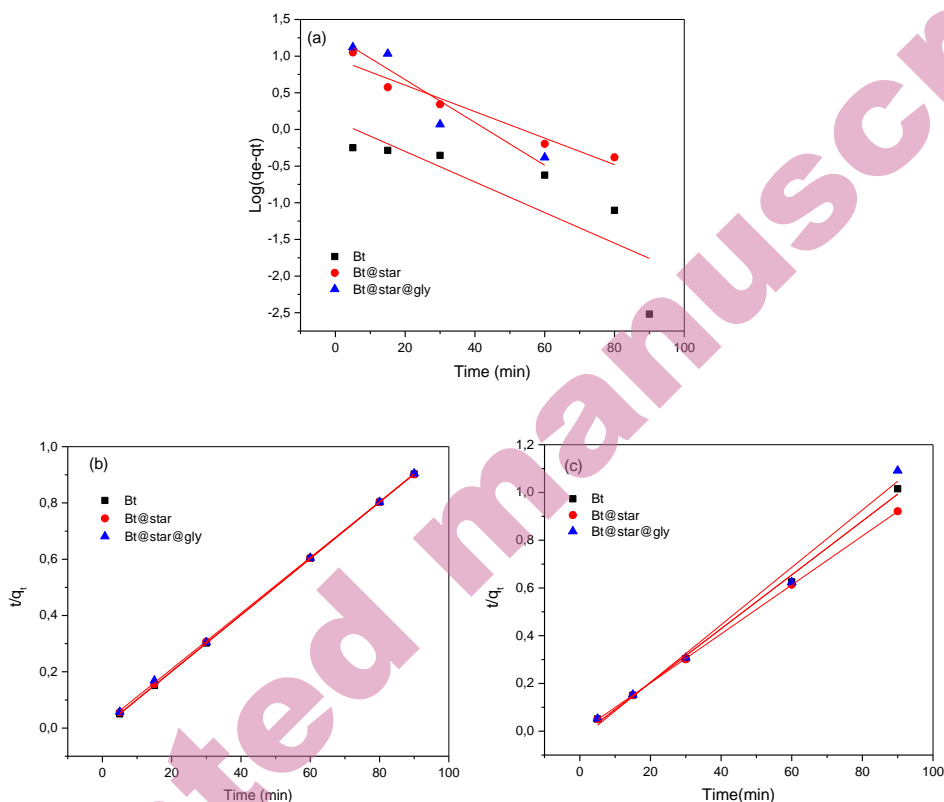 (a)
1,5
1,0
0,5
0,0
-0,5
-1,0
-1,5
-2,0
-2,5
Log(qe-qt)
Bt
Bt@star
Bt@star@gly
0 20 40 60 80 100
Time (min)
(b)
1,0
0,8
0,6
0,4
0,2
0,0
t/qt
Bt
Bt@star
Bt@star@gly
0 20 40 60 80 100
Time (min)
(c)
1,2
1,0
0,8
0,6
0,4
0,2
0,0
t/qt
Bt
Bt@star
Bt@star@gly
0 20 40 60 80 100
Time(min)
ted manuscr